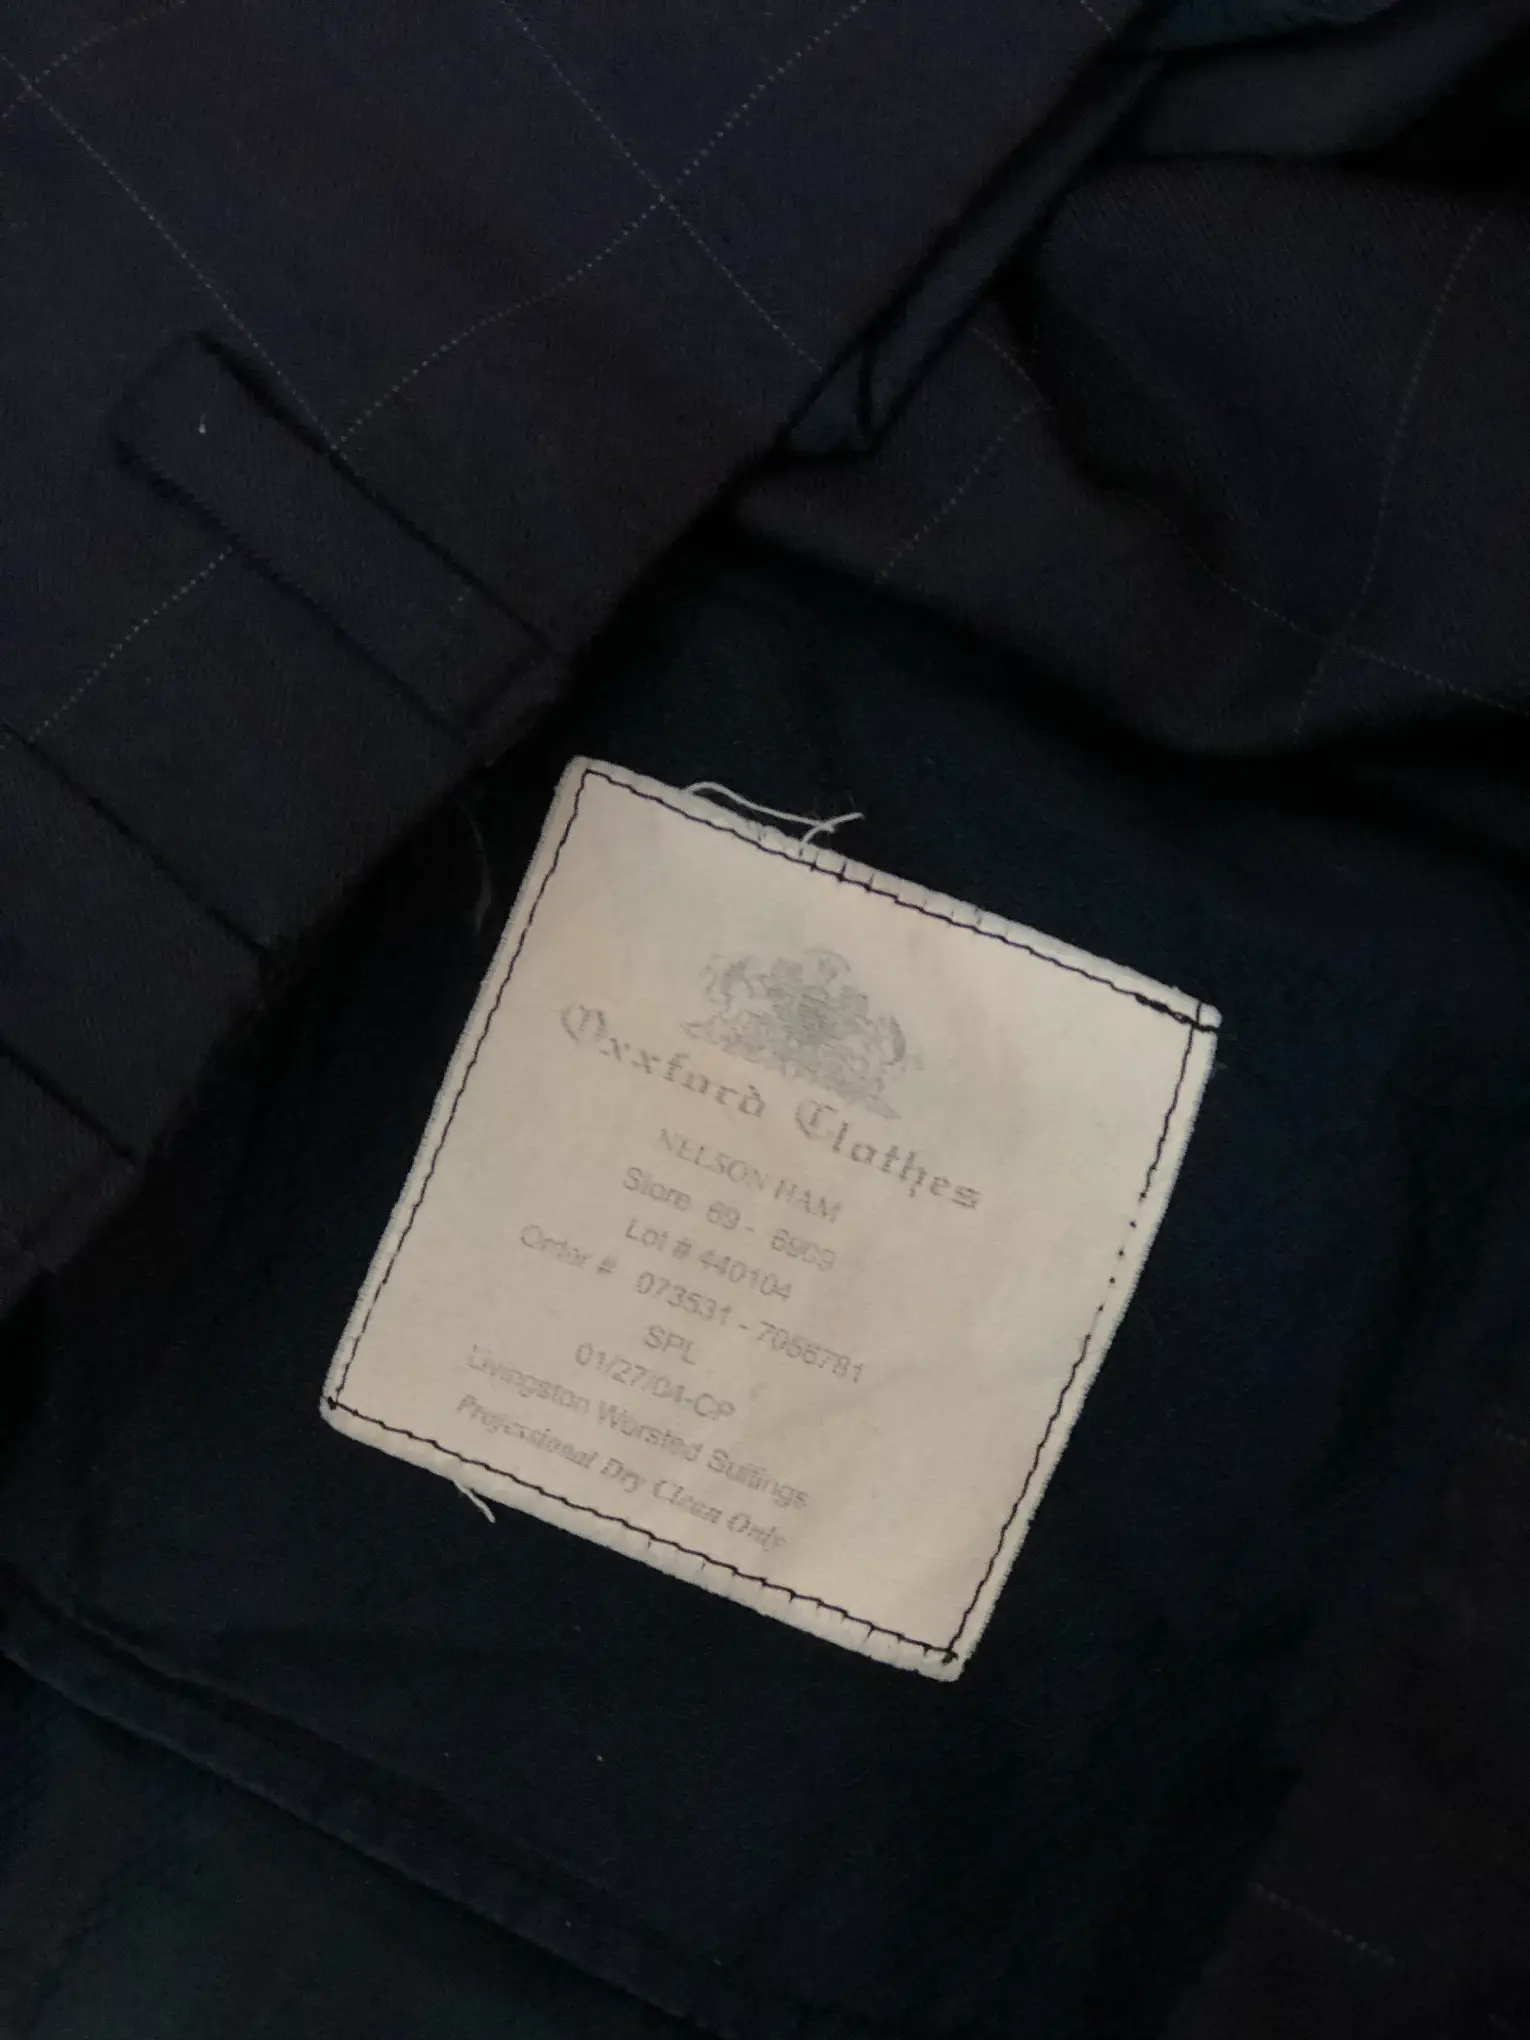 Oxxford Clothes
NELSON HAM
Store 69 - 6909
Lot # 440104
Order # 073531 - 7056781
SPL
01/27/04-CP
Livingston Worsted Suitings
Professional Dry Clean Only